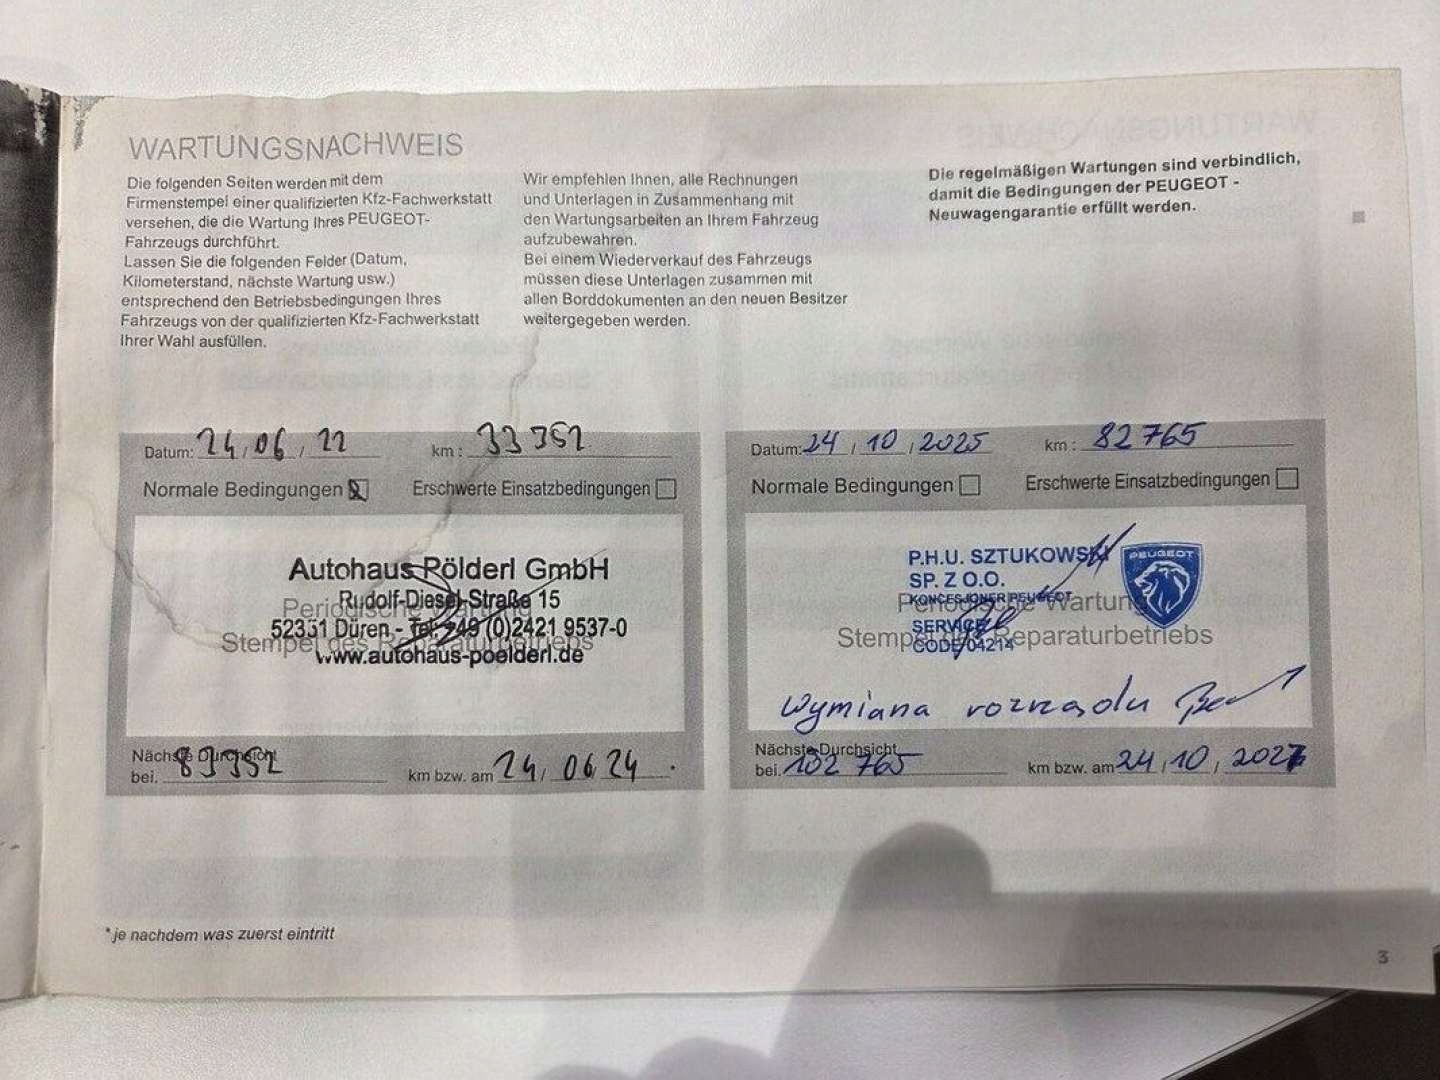 WARTUNGSNACHWEIS
Die folgenden Seiten werden mit dem
Firmenstempel einer qualifizierten Kfz-Fachwerkstatt
versehen, die die Wartung Ihres PEUGEOT-
Fahrzeugs durchführt.
Lassen Sie die folgenden Felder (Datum,
Kilometerstand, nächste Wartung usw.)
entsprechend den Betriebsbedingungen Ihres
Fahrzeugs von der qualifizierten Kfz-Fachwerkstatt
Ihrer Wahl ausfüllen.
Wir empfehlen Ihnen, alle Rechnungen
und Unterlagen in Zusammenhang mit
den Wartungsarbeiten an Ihrem Fahrzeug
aufzubewahren.
Bei einem Wiederverkauf des Fahrzeugs
müssen diese Unterlagen zusammen mit
allen Borddokumenten an den neuen Besitzer
weitergegeben werden.
Die regelmäßigen Wartungen sind verbindlich,
damit die Bedingungen der PEUGEOT -
Neuwagengarantie erfüllt werden.
Datum: 24 / 06 / 22 km : 33 352
Normale Bedingungen Erschwerte Einsatzbedingungen
Autohaus Pölderl GmbH
Rudolf-Diesel-Straße 15
Periodische Wartung
52351 Düren - Tel: +49 (0)2421 9537-0
Stempel des Reparaturbetriebs
www.autohaus-poelderl.de
Nächste Durchsicht
bei. 83352 km bzw. am 24 / 06 24
Datum: 24 / 10 / 2025 km : 82 765
Normale Bedingungen Erschwerte Einsatzbedingungen
P.H.U. SZTUKOWSKI
SP. Z O.O.
KONCESJONER PEUGEOT
PEUGEOT
Periodische Wartung
SERVICE
Stempel des Reparaturbetriebs
CODE 04214
Wymiana rozrządu
Nächste Durchsicht
bei. 102 765 km bzw. am 24 / 10 / 2027
* je nachdem was zuerst eintritt
3